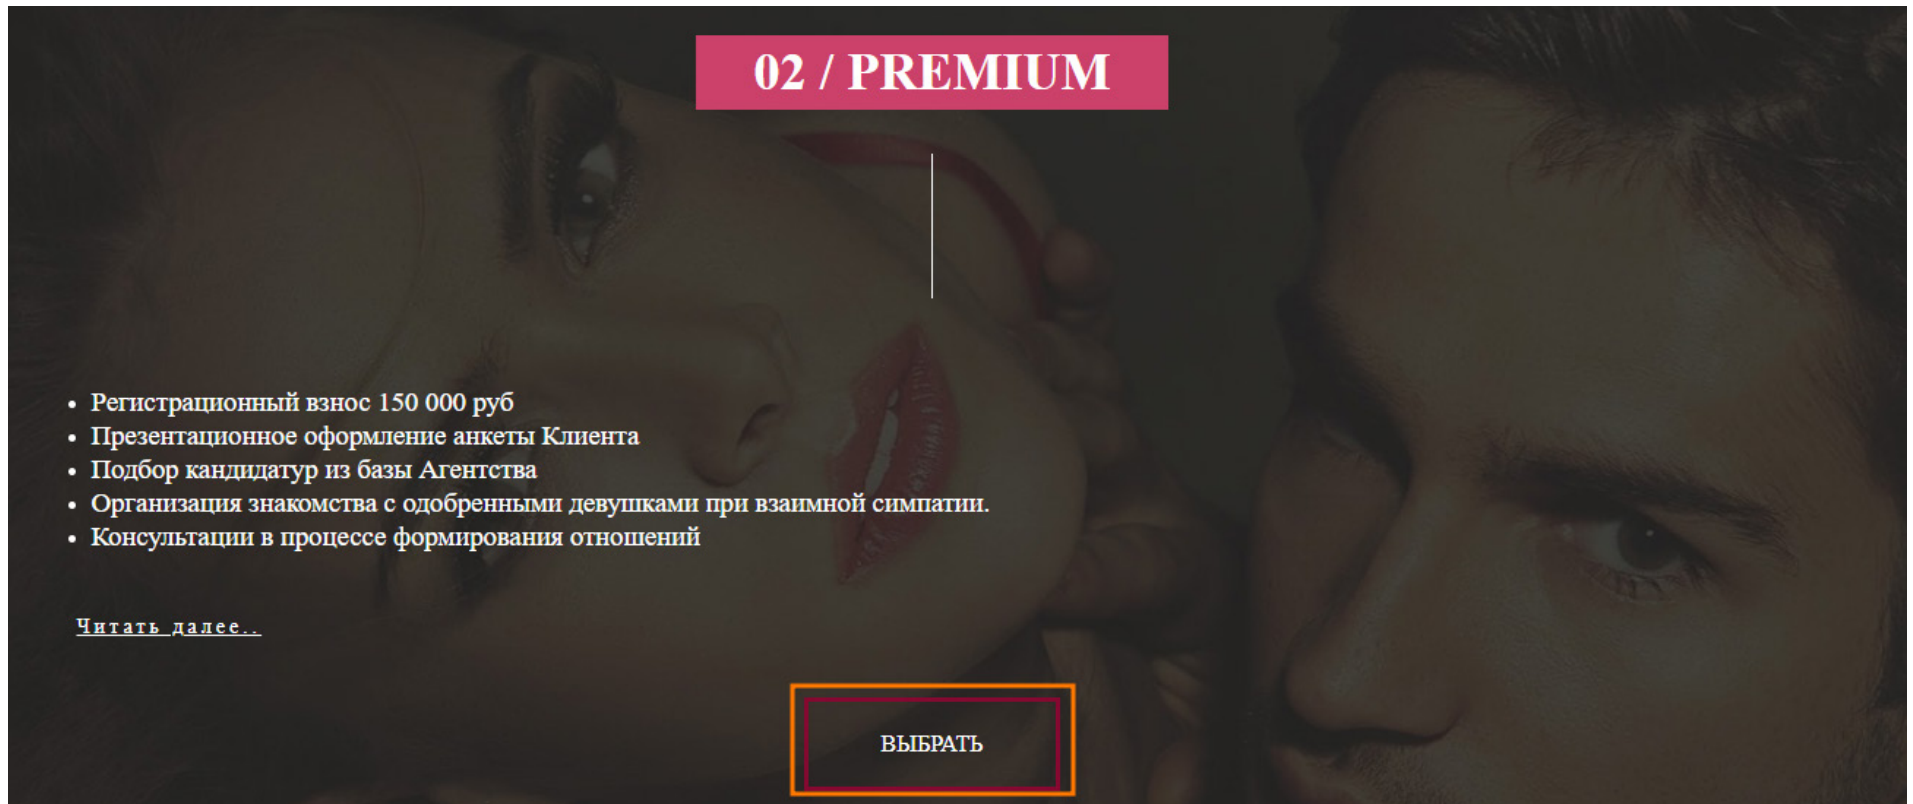 02 / PREMIUM
Регистрационный взнос 150 000 руб
Презентационное оформление анкеты Клиента
Подбор кандидатур из базы Агентства
Организация знакомства с одобренными девушками при взаимной симпатии.
Консультации в процессе формирования отношений
Читать далее..
ВЫБРАТЬ